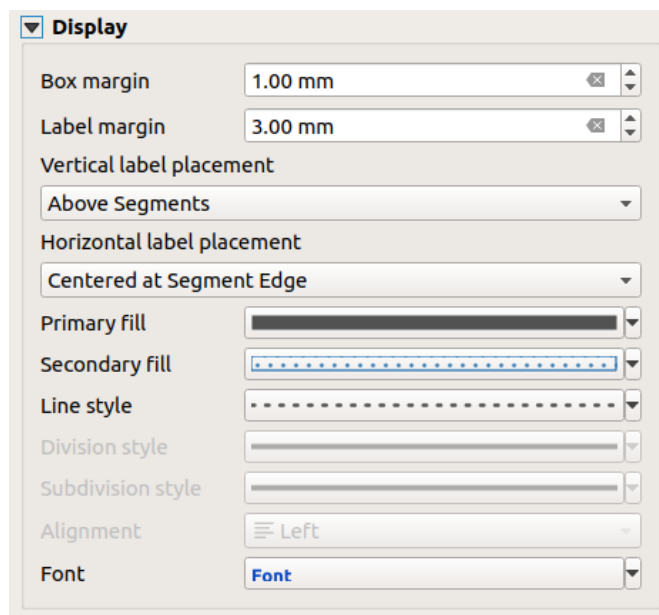 Display
Box margin 1.00 mm
Label margin 3.00 mm
Vertical label placement
Above Segments
Horizontal label placement
Centered at Segment Edge
Primary fill
Secondary fill
Line style
Division style
Subdivision style
Alignment Left
Font Font